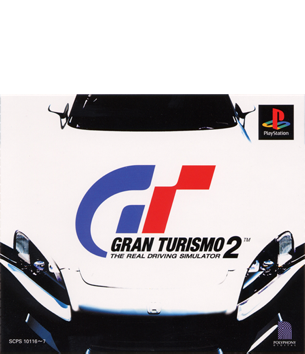 PlayStation
GT
GRAN TURISMO 2™
THE REAL DRIVING SIMULATOR
SCPS 10116~7
POLYPHONY